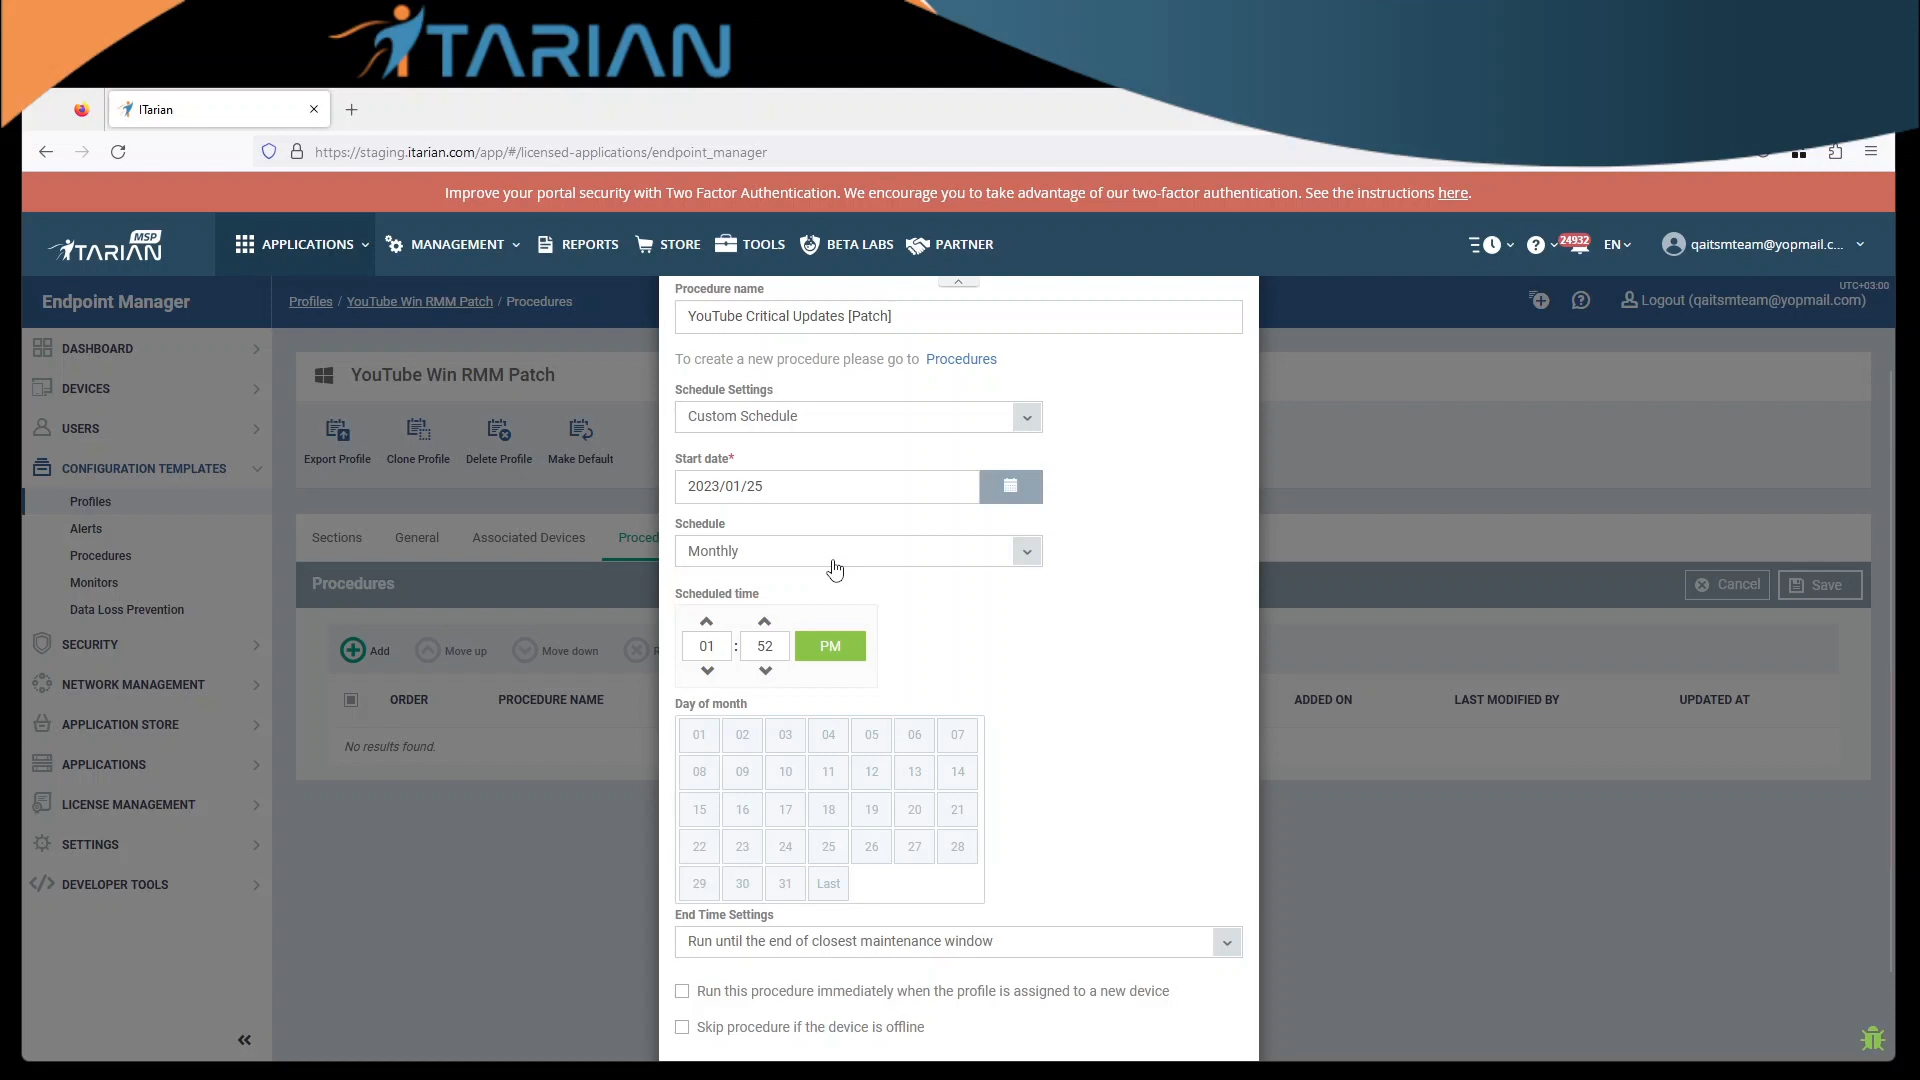 ITARIAN
ITarian
https://staging.itarian.com/app/#/licensed-applications/endpoint_manager
Improve your portal security with Two Factor Authentication. We encourage you to take advantage of our two-factor authentication. See the instructions here.
ITARIAN MSP
APPLICATIONS
MANAGEMENT
REPORTS
STORE
TOOLS
BETA LABS
PARTNER
24932
EN
qaitsmteam@yopmail.c...
Endpoint Manager
Profiles / YouTube Win RMM Patch / Procedures
UTC+03:00
Logout (qaitsmteam@yopmail.com)
DASHBOARD
DEVICES
USERS
CONFIGURATION TEMPLATES
Profiles
Alerts
Procedures
Monitors
Data Loss Prevention
SECURITY
NETWORK MANAGEMENT
APPLICATION STORE
APPLICATIONS
LICENSE MANAGEMENT
SETTINGS
DEVELOPER TOOLS
YouTube Win RMM Patch
Export Profile
Clone Profile
Delete Profile
Make Default
Sections
General
Associated Devices
Proced
Procedures
Cancel
Save
Add
Move up
Move down
R
ORDER
PROCEDURE NAME
ADDED ON
LAST MODIFIED BY
UPDATED AT
No results found.
Procedure name
YouTube Critical Updates [Patch]
To create a new procedure please go to Procedures
Schedule Settings
Custom Schedule
Start date*
2023/01/25
Schedule
Monthly
Scheduled time
01 : 52 PM
Day of month
01 02 03 04 05 06 07
08 09 10 11 12 13 14
15 16 17 18 19 20 21
22 23 24 25 26 27 28
29 30 31 Last
End Time Settings
Run until the end of closest maintenance window
Run this procedure immediately when the profile is assigned to a new device
Skip procedure if the device is offline